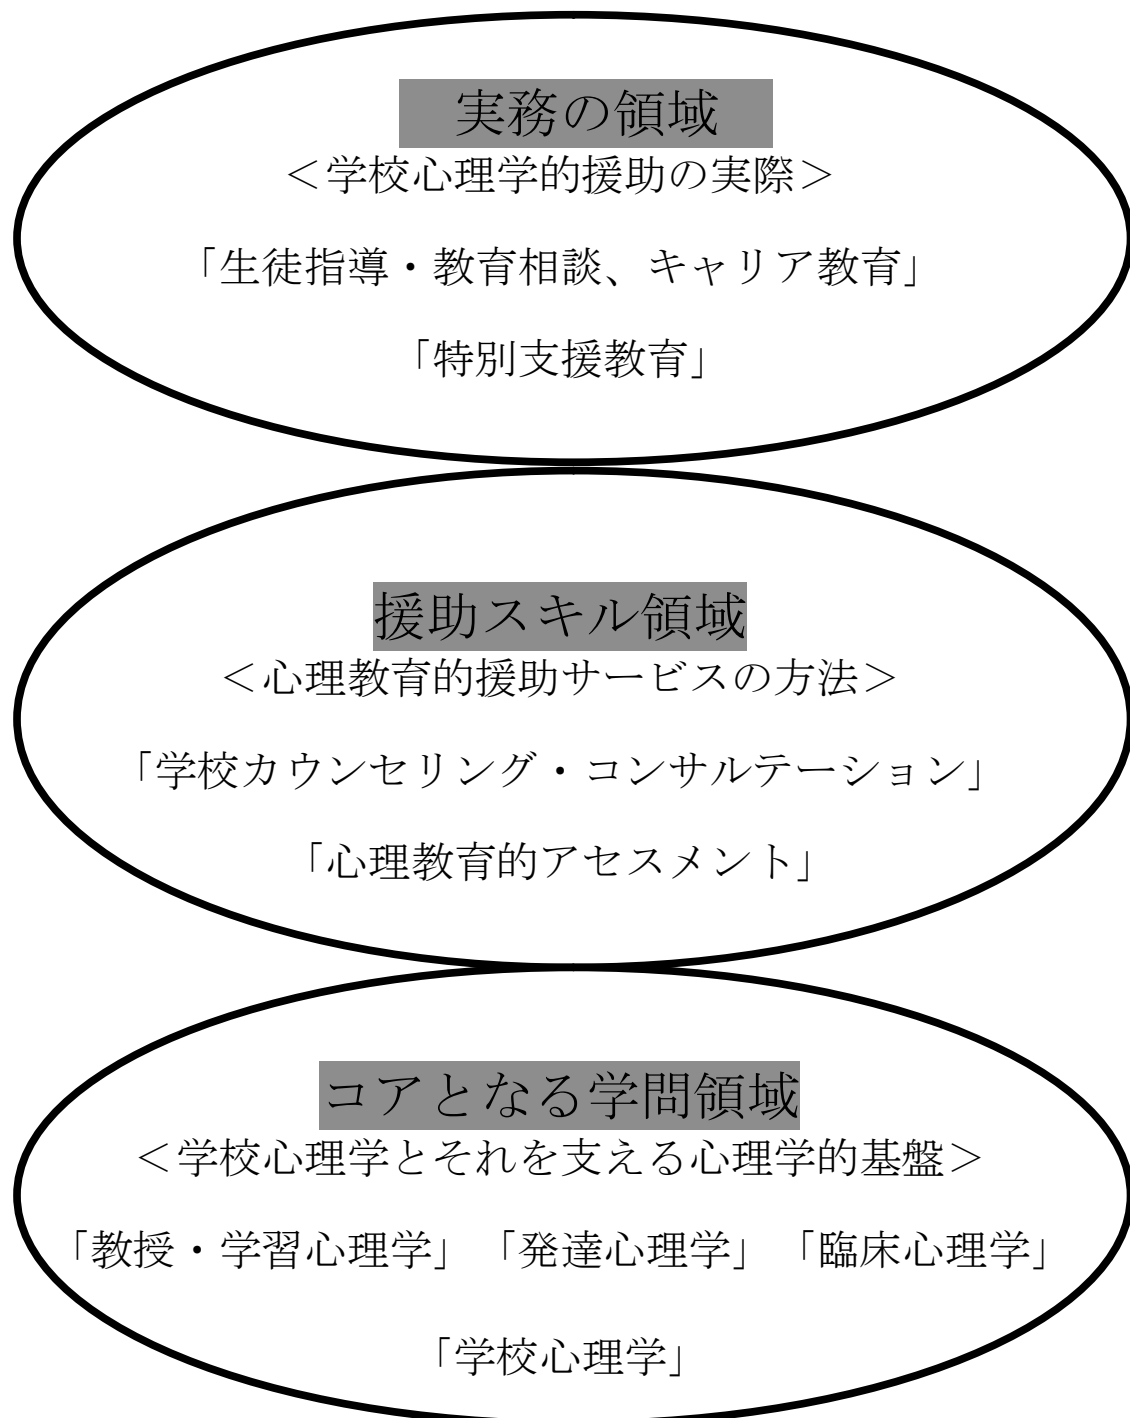 実務の領域
＜学校心理学的援助の実際＞
「生徒指導・教育相談、キャリア教育」
「特別支援教育」
援助スキル領域
＜心理教育的援助サービスの方法＞
「学校カウンセリング・コンサルテーション」
「心理教育的アセスメント」
コアとなる学問領域
＜学校心理学とそれを支える心理学的基盤＞
「教授・学習心理学」「発達心理学」「臨床心理学」
「学校心理学」